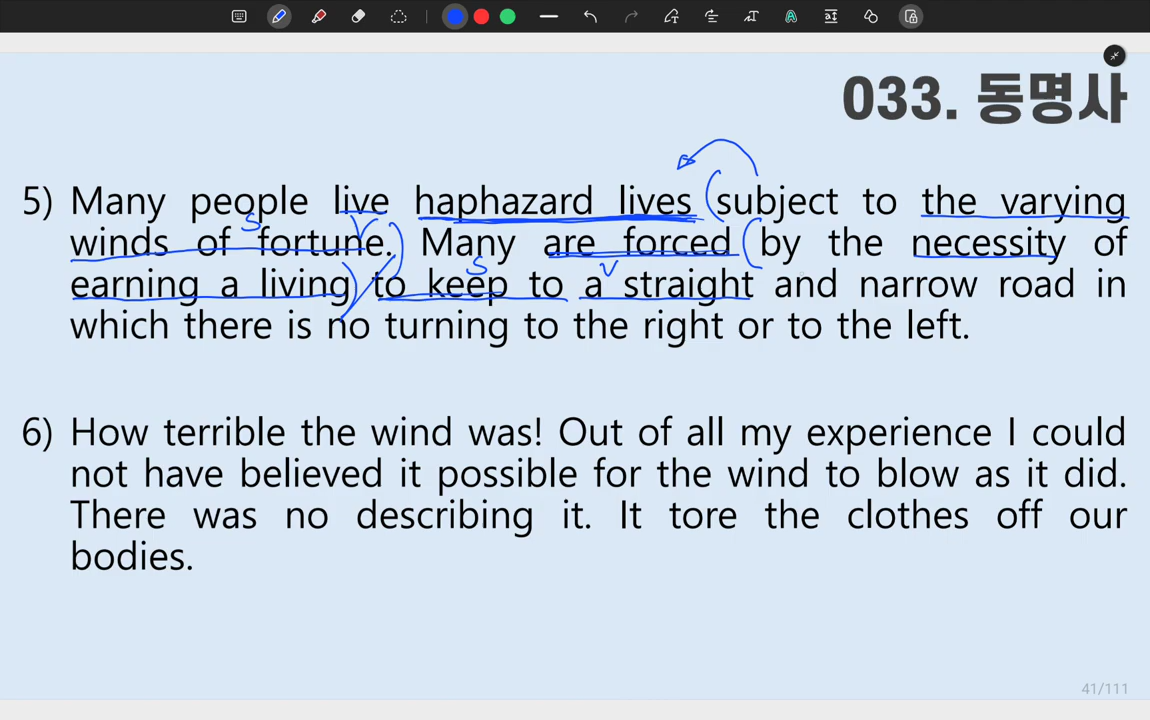 033. 동명사
5) Many people live haphazard lives subject to the varying
S V
winds of fortune. Many are forced by the necessity of
S V
earning a living to keep to a straight and narrow road in
which there is no turning to the right or to the left.
6) How terrible the wind was! Out of all my experience I could
not have believed it possible for the wind to blow as it did.
There was no describing it. It tore the clothes off our
bodies.
41/111